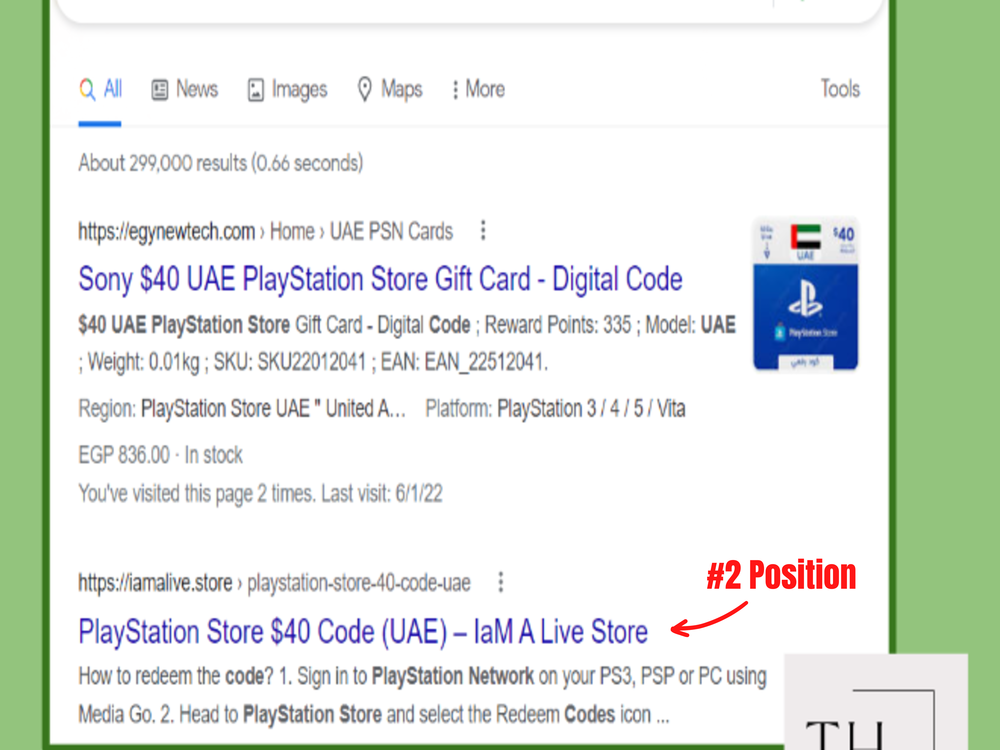 All News Images Maps More Tools
About 299,000 results (0.66 seconds)
https://egynewtech.com › Home › UAE PSN Cards
Sony $40 UAE PlayStation Store Gift Card - Digital Code
$40 UAE PlayStation Store Gift Card - Digital Code ; Reward Points: 335 ; Model: UAE
; Weight: 0.01kg ; SKU: SKU22012041 ; EAN: EAN_22512041.
Region: PlayStation Store UAE " United A... Platform: PlayStation 3 / 4 / 5 / Vita
EGP 836.00 · In stock
You've visited this page 2 times. Last visit: 6/1/22
$40
UAE
PlayStation Store
كود رقمي
https://iamalive.store › playstation-store-40-code-uae
#2 Position
PlayStation Store $40 Code (UAE) – IaM A Live Store
How to redeem the code? 1. Sign in to PlayStation Network on your PS3, PSP or PC using
Media Go. 2. Head to PlayStation Store and select the Redeem Codes icon ...
TH